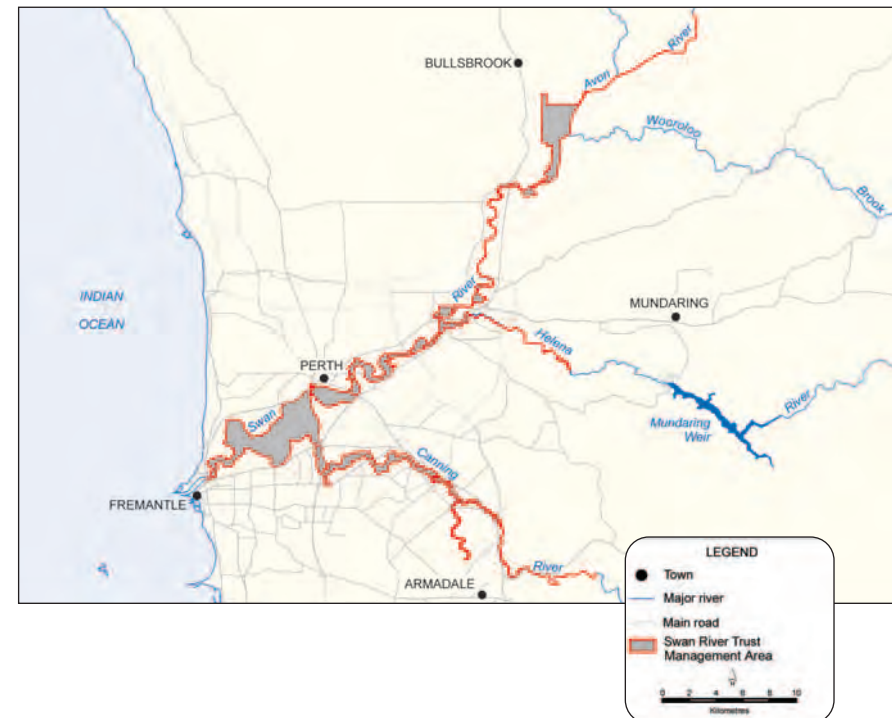 BULLSBROOK
Avon
River
Wooroloo
Brook
INDIAN
OCEAN
River
MUNDARING
Helena
PERTH
Swan
River
Mundaring
Weir
Canning
FREMANTLE
River
ARMADALE
LEGEND
Town
Major river
Main road
Swan River Trust
Management Area
0 2 4 6 8 10
Kilometres